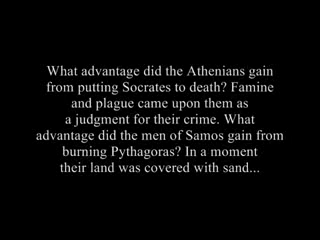 What advantage did the Athenians gain
from putting Socrates to death? Famine
and plague came upon them as
a judgment for their crime. What
advantage did the men of Samos gain from
burning Pythagoras? In a moment
their land was covered with sand...